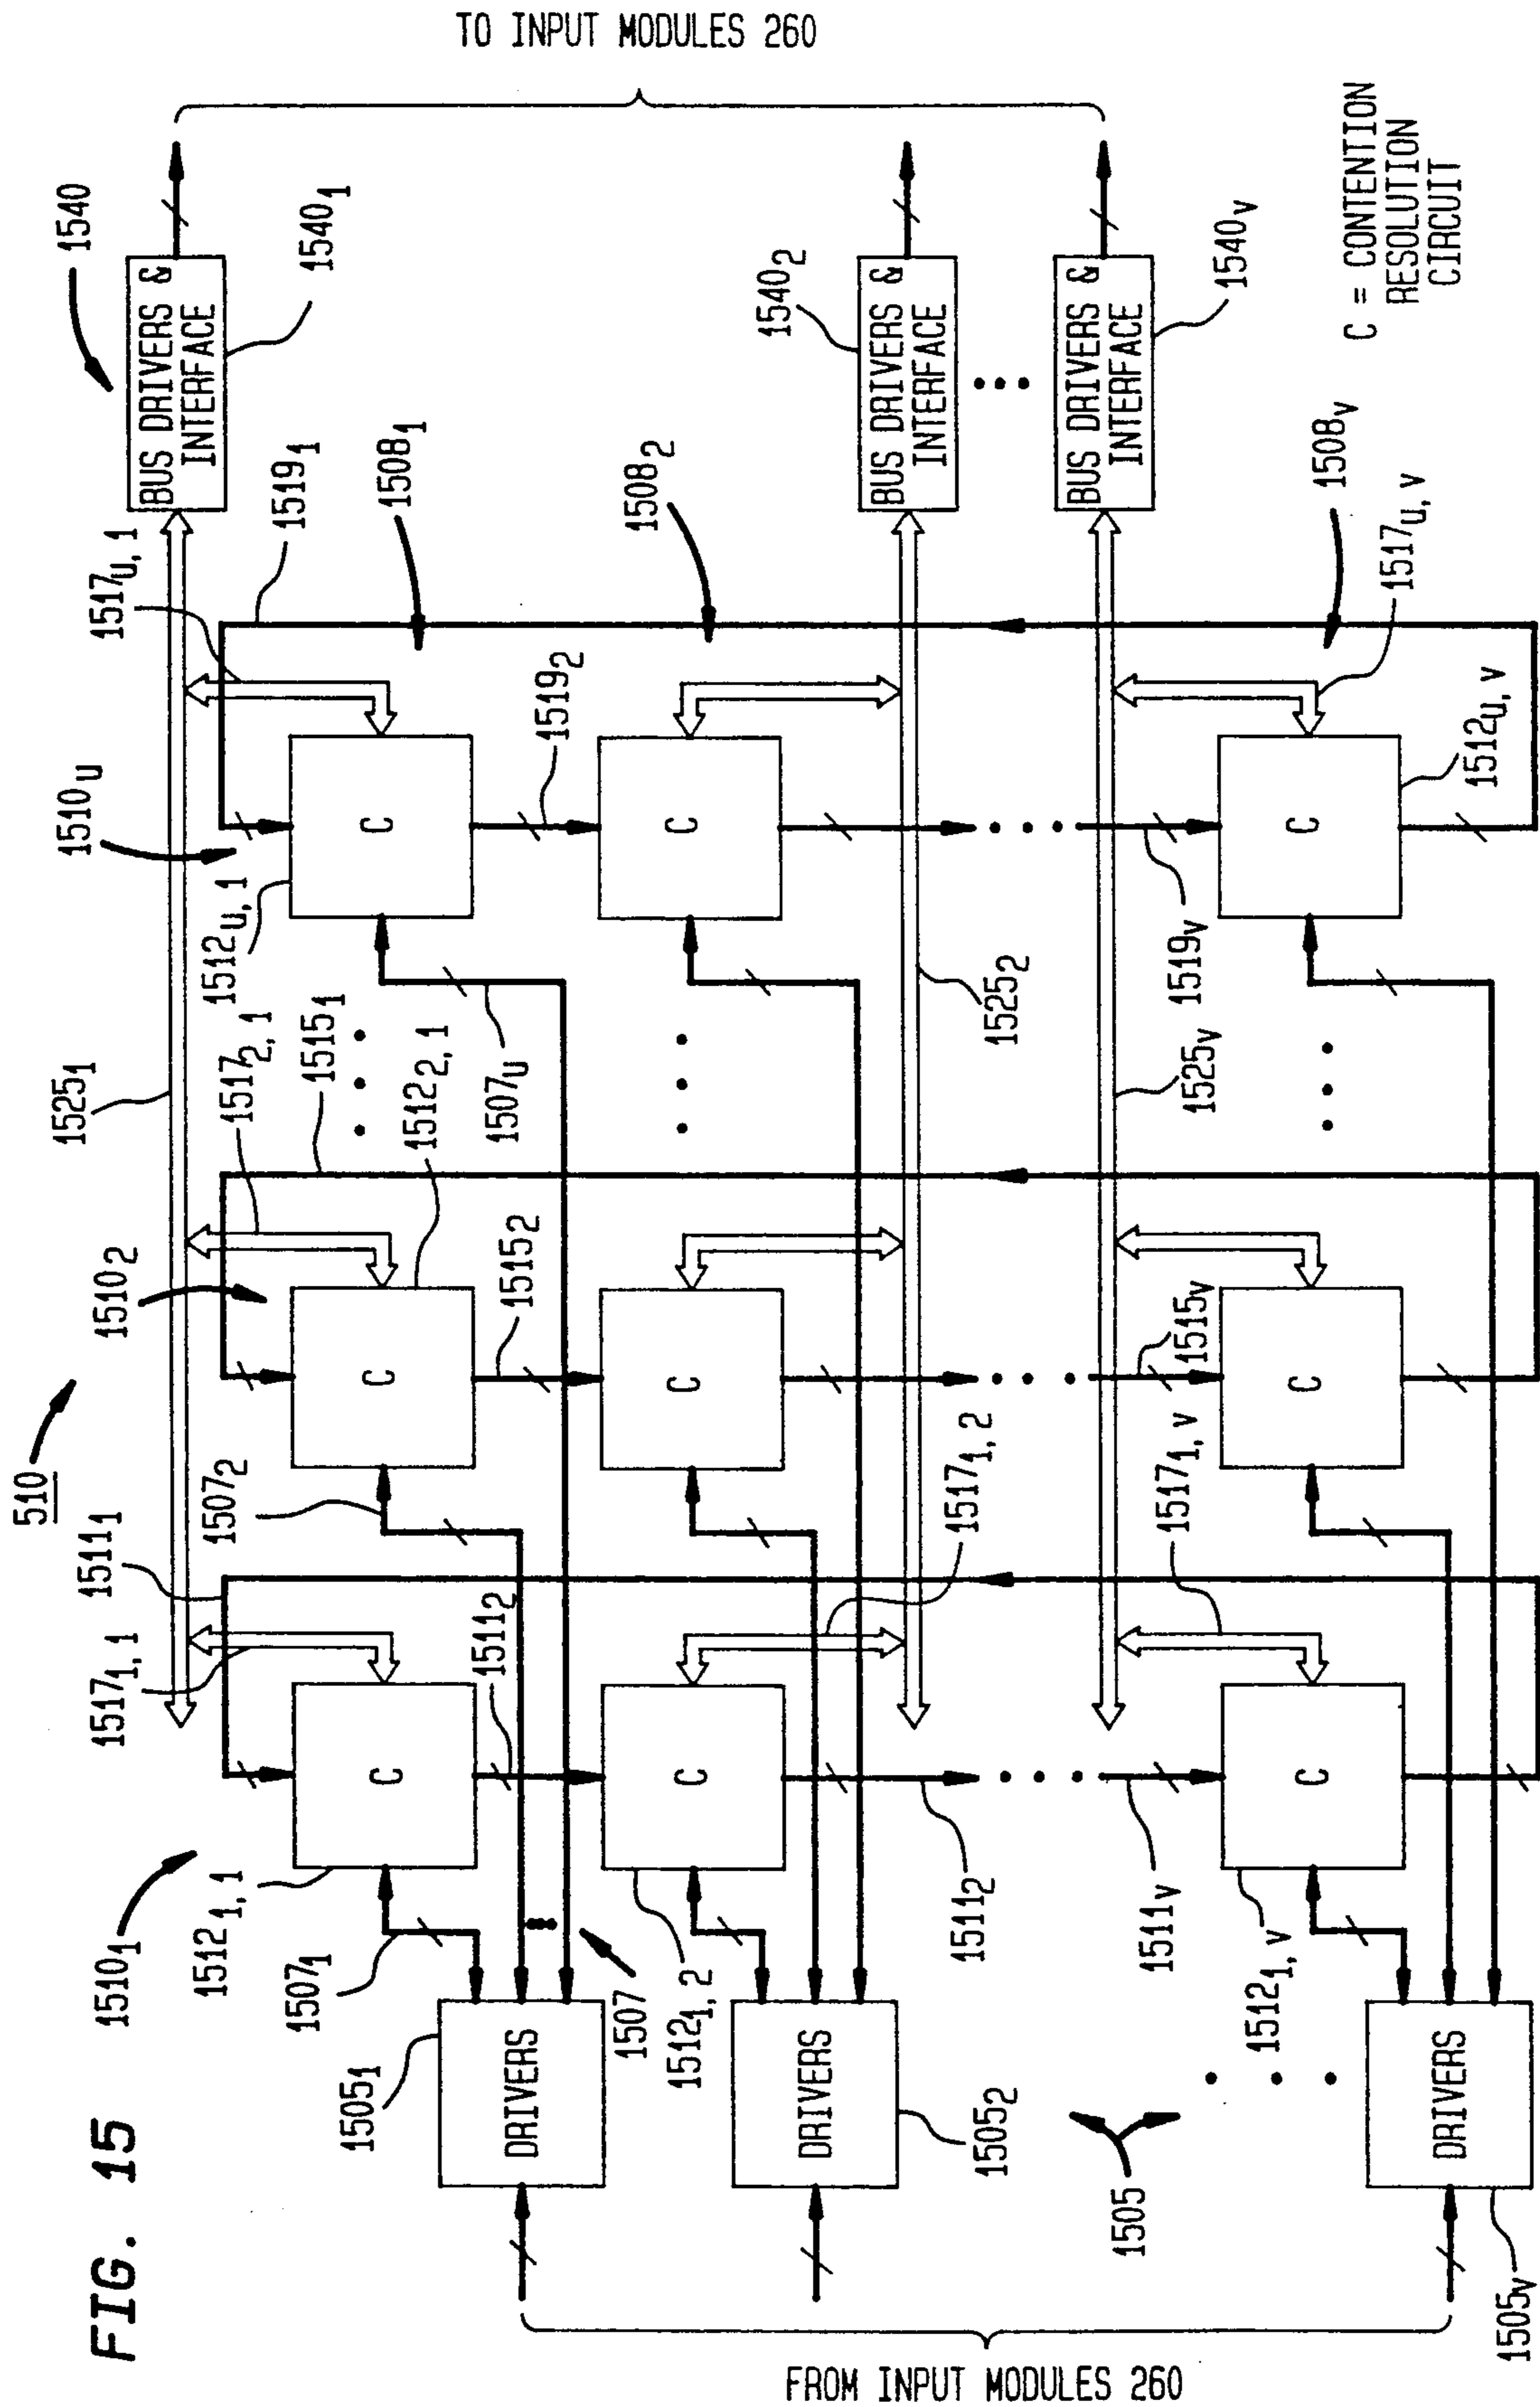 FIG. 15
510
1540
TO INPUT MODULES 260
FROM INPUT MODULES 260
1510₁
1510₂
1510ᵤ
1525₁
1517₁,₁
1511₁
1517₂,₁
1515₁
1517ᵤ,₁
1519₁
BUS DRIVERS &
INTERFACE
1540₁
1512₁,₁
1507₁
1507₂
1512₂,₁
1512ᵤ,₁
1507ᵤ
C
C
C
1508₁
1511₂
1515₂
1519₂
1505₁
DRIVERS
1507
1508₂
1512₁,₂
C
C
C
1517₁,₂
1525₂
1540₂
BUS DRIVERS &
INTERFACE
DRIVERS
1505₂
1511₂
1511ᵥ
1515ᵥ
1519ᵥ
1525ᵥ
BUS DRIVERS &
INTERFACE
1540ᵥ
1505
1517₁,ᵥ
1508ᵥ
1517ᵤ,ᵥ
1512₁,ᵥ
C
C
C
1512ᵤ,ᵥ
DRIVERS
1505ᵥ
C = CONTENTION
RESOLUTION
CIRCUIT